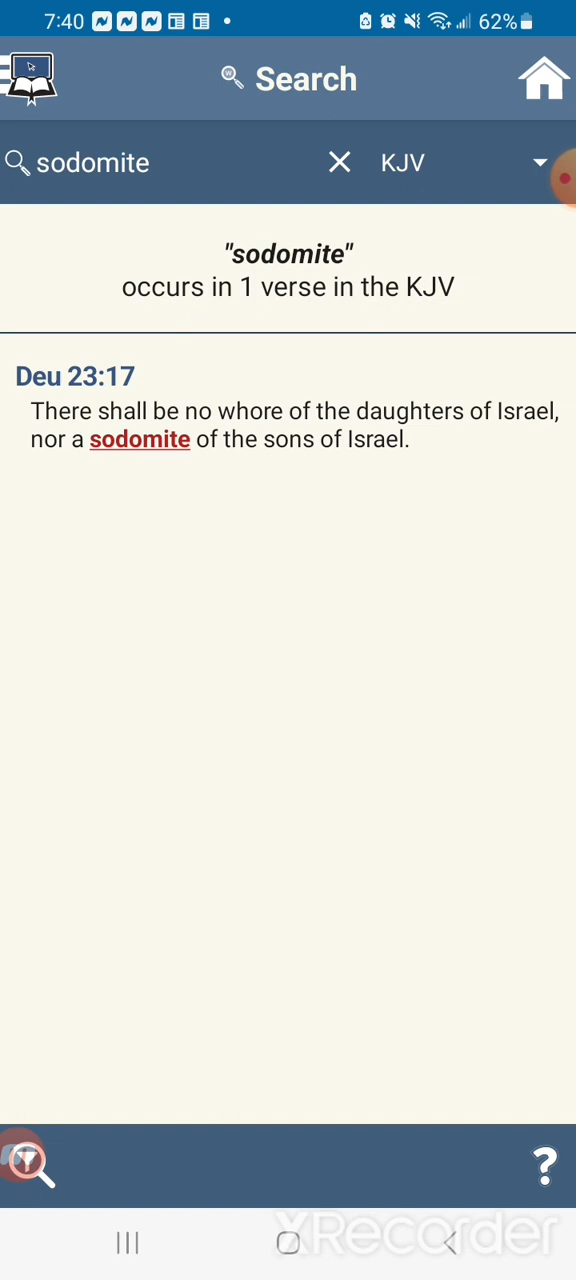 7:40
62%
Search
sodomite
KJV
"sodomite"
occurs in 1 verse in the KJV
Deu 23:17
There shall be no whore of the daughters of Israel,
nor a sodomite of the sons of Israel.
?
XRecorder